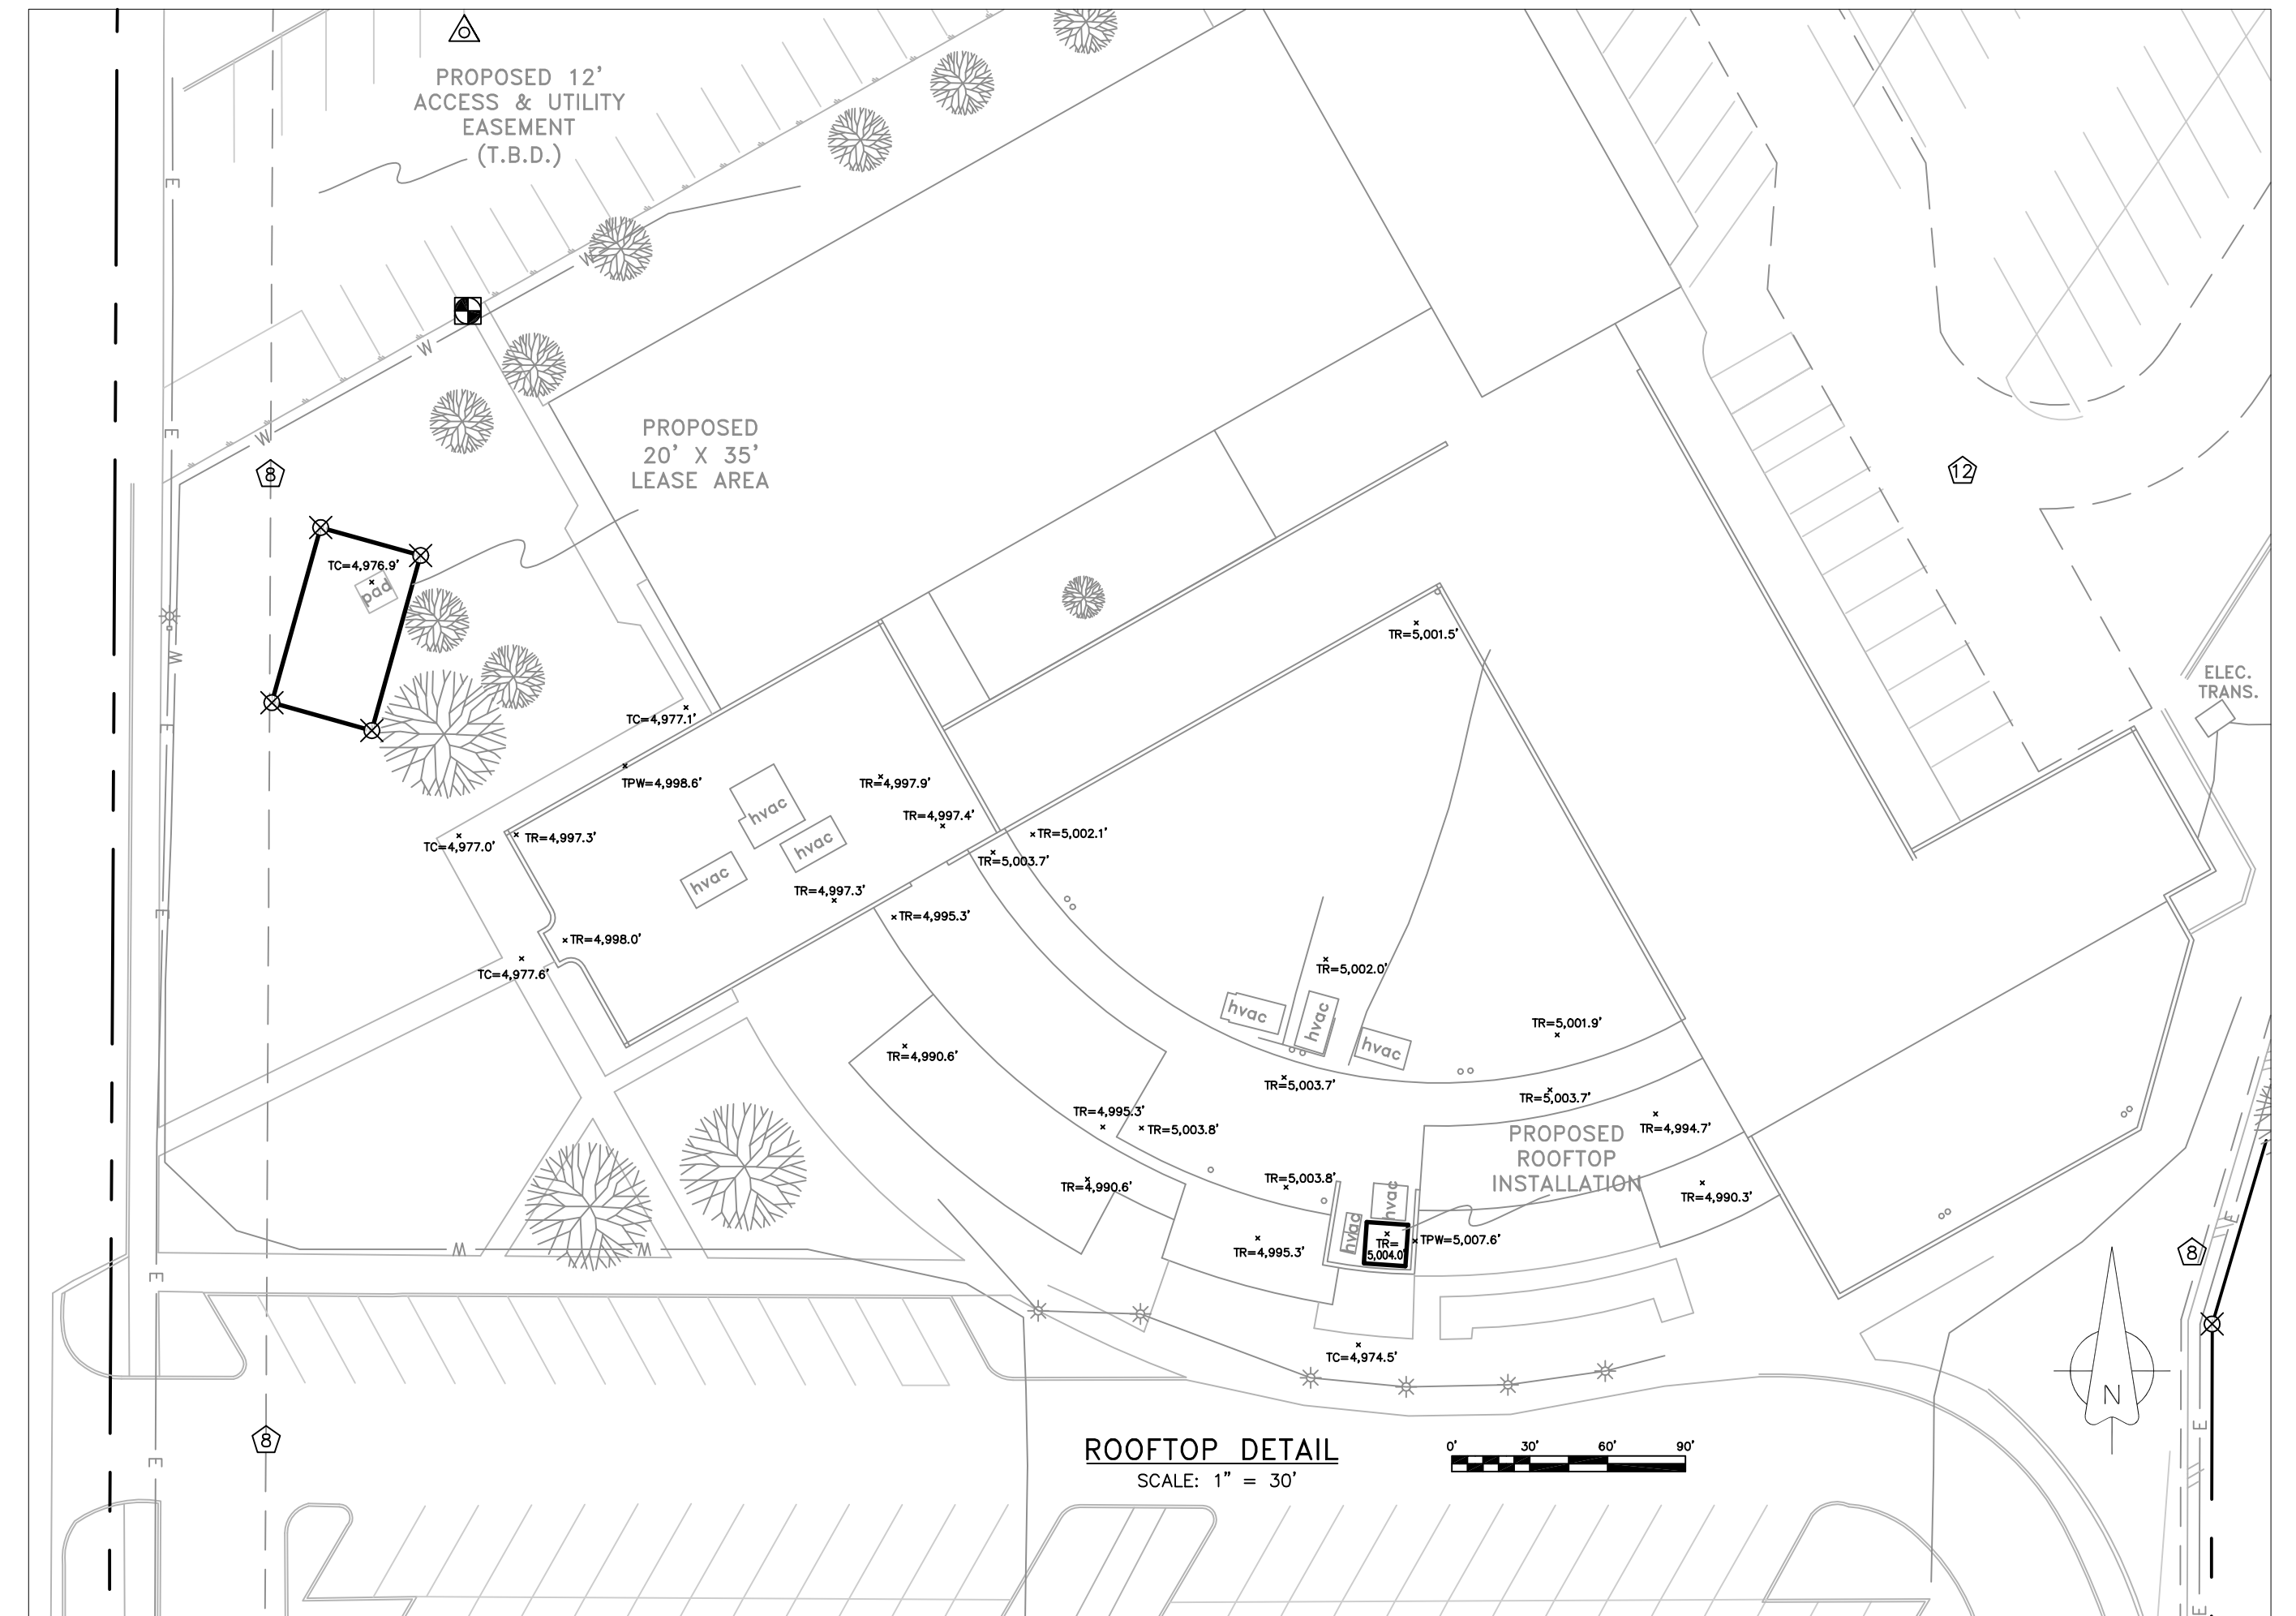 PROPOSED 12'
ACCESS & UTILITY
EASEMENT
(T.B.D.)
E
W
W
E
W
8
PROPOSED
20' X 35'
LEASE AREA
12
TC=4,976.9'
pad
TR=5,001.5'
W
ELEC.
TRANS.
TC=4,977.1'
E
TPW=4,998.6'
TR=4,997.9'
hvac
TR=4,997.4'
TC=4,977.0'
TR=4,997.3'
hvac
TR=5,002.1'
TR=5,003.7'
hvac
TR=4,997.3'
E
TR=4,995.3'
TR=4,998.0'
TC=4,977.6'
TR=5,002.0'
hvac
hvac
hvac
TR=5,001.9'
TR=4,990.6'
TR=5,003.7'
TR=5,003.7'
TR=4,995.3'
TR=5,003.8'
TR=4,994.7'
PROPOSED
ROOFTOP
INSTALLATION
TR=4,990.6'
TR=5,003.8'
hvac
TR=4,990.3'
E
hvac
TR=
5,004.0'
TPW=5,007.6'
W
W
TR=4,995.3'
8
E
TC=4,974.5'
N
8
E
ROOFTOP DETAIL
SCALE: 1" = 30'
0' 30' 60' 90'
E
E